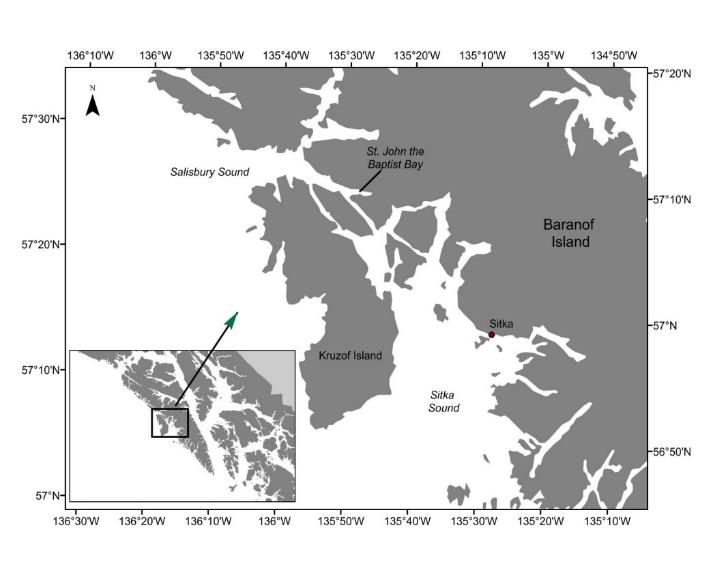 136°10'W 136°W 135°50'W 135°40'W 135°30'W 135°20'W 135°10'W 135°W 134°50'W
57°20'N
N
57°30'N
St. John the
Baptist Bay
Salisbury Sound
57°10'N
Baranof
Island
57°20'N
Sitka
57°N
Kruzof Island
57°10'N
Sitka
Sound
56°50'N
57°N
136°30'W 136°20'W 136°10'W 136°W 135°50'W 135°40'W 135°30'W 135°20'W 135°10'W